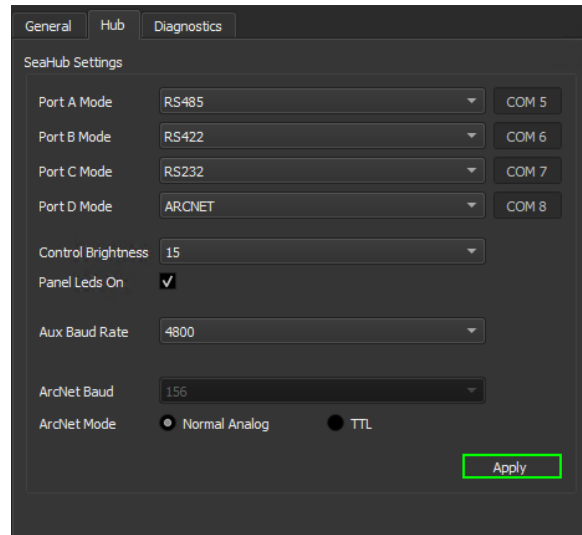 General Hub Diagnostics
SeaHub Settings
Port A Mode RS485 COM 5
Port B Mode RS422 COM 6
Port C Mode RS232 COM 7
Port D Mode ARCNET COM 8
Control Brightness 15
Panel Leds On
Aux Baud Rate 4800
ArcNet Baud 156
ArcNet Mode Normal Analog TTL
Apply